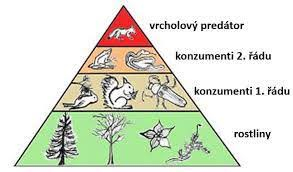 vrcholový predátor
konzumenti 2. řádu
konzumenti 1. řádu
rostliny